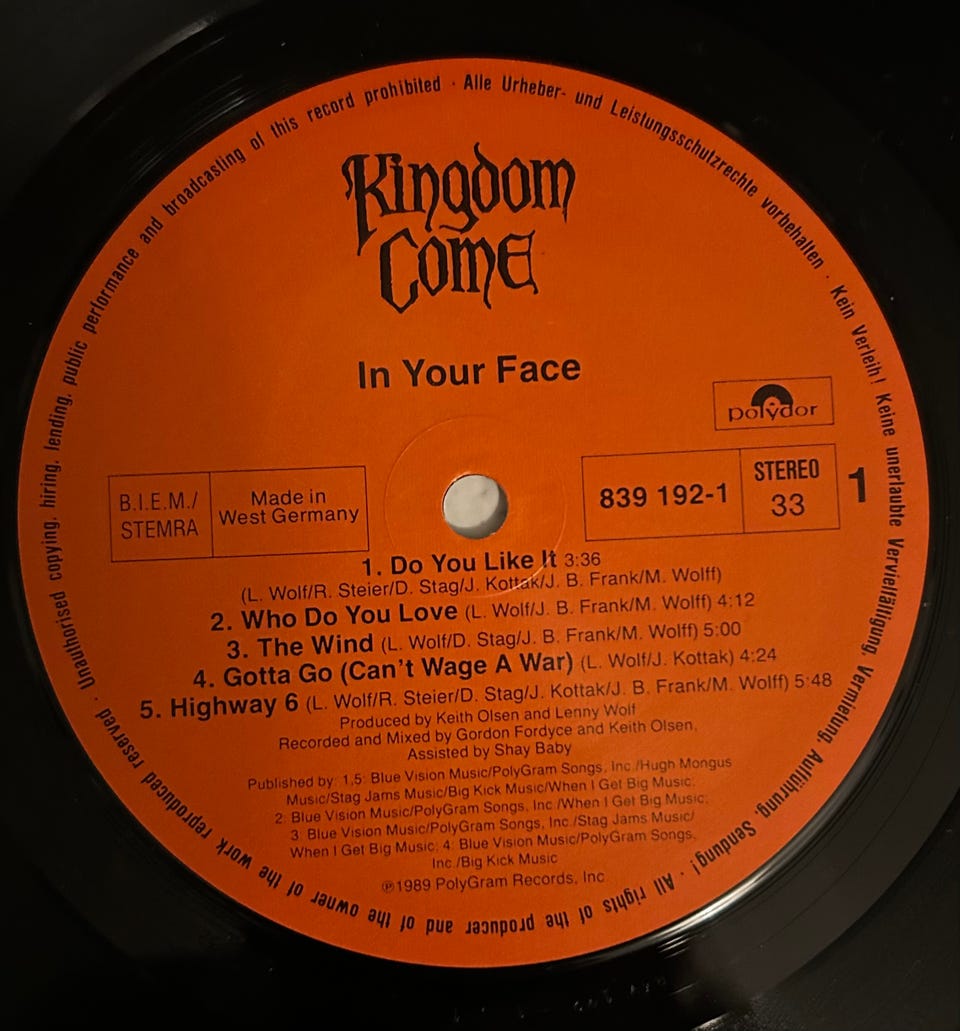 Kingdom
Come
In Your Face
polydor
B.I.E.M./
STEMRA
Made in
West Germany
839 192-1
STEREO
33
1
1. Do You Like It 3:36
(L. Wolf/R. Steier/D. Stag/J. Kottak/J. B. Frank/M. Wolff)
2. Who Do You Love (L. Wolf/J. B. Frank/M. Wolff) 4:12
3. The Wind (L. Wolf/D. Stag/J. B. Frank/M. Wolff) 5:00
4. Gotta Go (Can't Wage A War) (L. Wolf/J. Kottak) 4:24
5. Highway 6 (L. Wolf/R. Steier/D. Stag/J. Kottak/J. B. Frank/M. Wolff) 5:48
Produced by Keith Olsen and Lenny Wolf
Recorded and Mixed by Gordon Fordyce and Keith Olsen,
Assisted by Shay Baby
Published by: 1,5: Blue Vision Music/PolyGram Songs, Inc./Hugh Mongus
Music/Stag Jams Music/Big Kick Music/When I Get Big Music;
2: Blue Vision Music/PolyGram Songs, Inc./When I Get Big Music;
3: Blue Vision Music/PolyGram Songs, Inc./Stag Jams Music/
When I Get Big Music; 4: Blue Vision Music/PolyGram Songs,
Inc./Big Kick Music
℗1989 PolyGram Records, Inc
Alle Urheber- und Leistungsschutzrechte vorbehalten · Kein Verleih! Keine unerlaubte Vervielfältigung, Vermietung, Aufführung, Sendung! · All rights of the producer and of the owner of the work reproduced reserved · Unauthorised copying, hiring, lending, public performance and broadcasting of this record prohibited ·